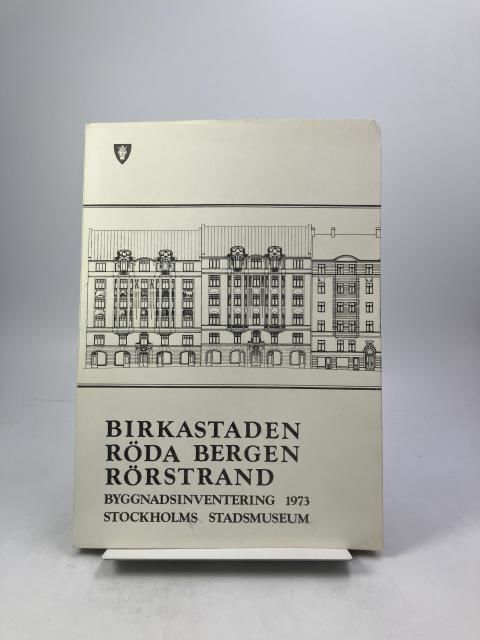 BIRKASTADEN
RÖDA BERGEN
RÖRSTRAND
BYGGNADSINVENTERING 1973
STOCKHOLMS STADSMUSEUM